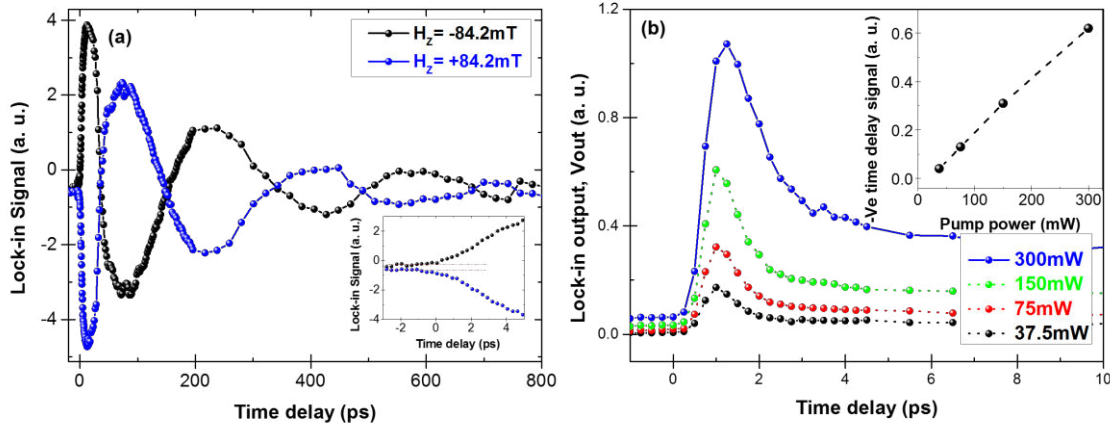 (a)
H_Z= -84.2mT
H_Z= +84.2mT
Lock-in Signal (a. u.)
4
2
0
-2
-4
0
200
400
600
800
Time delay (ps)
Lock-in Signal (a. u.)
2
0
-2
-4
-2
0
2
4
Time delay (ps)
(b)
Lock-in output, Vout (a. u.)
1.2
0.8
0.4
0.0
0
2
4
6
8
10
Time delay (ps)
-Ve time delay signal (a. u.)
0.6
0.4
0.2
0.0
0
100
200
300
Pump power (mW)
300mW
150mW
75mW
37.5mW